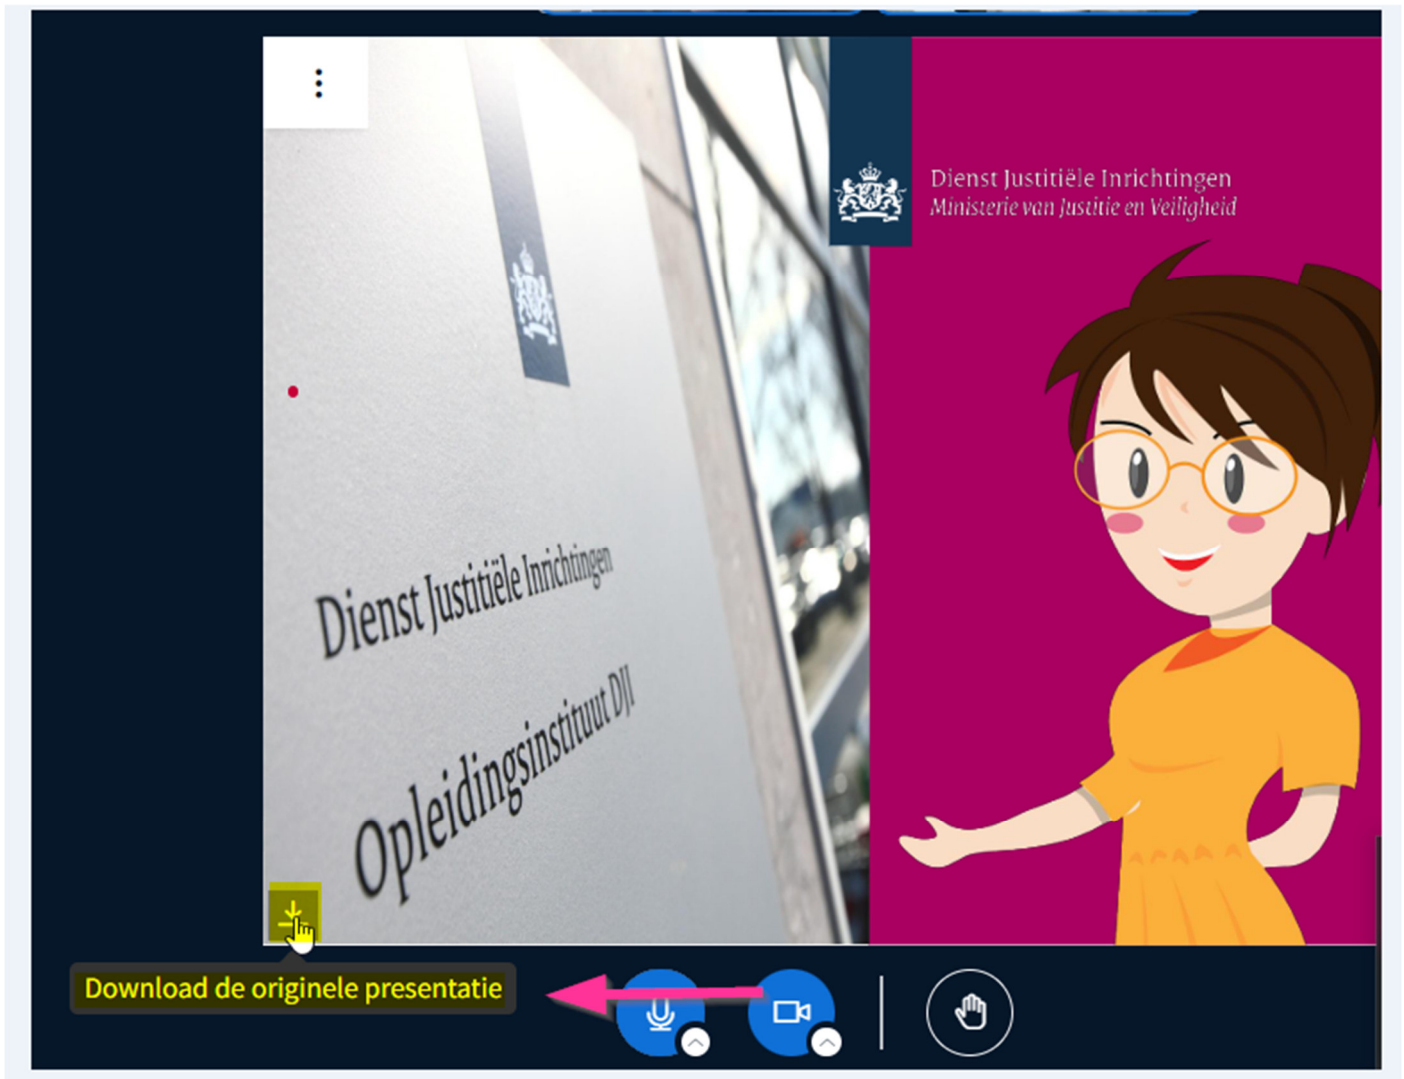 Dienst Justitiële Inrichtingen
Ministerie van Justitie en Veiligheid
Dienst Justitiële Inrichtingen
Opleidingsinstituut DJI
Download de originele presentatie